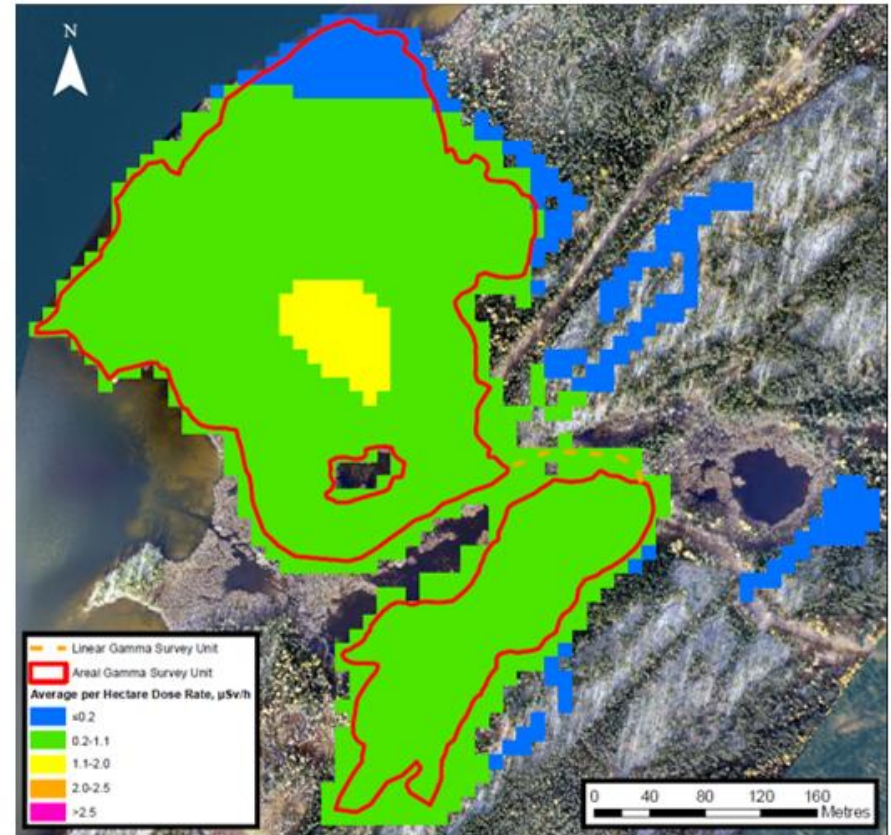 N
Linear Gamma Survey Unit
Areal Gamma Survey Unit
Average per Hectare Dose Rate, µSv/h
≤0.2
0.2-1.1
1.1-2.0
2.0-2.5
>2.5
0 40 80 120 160
Metres